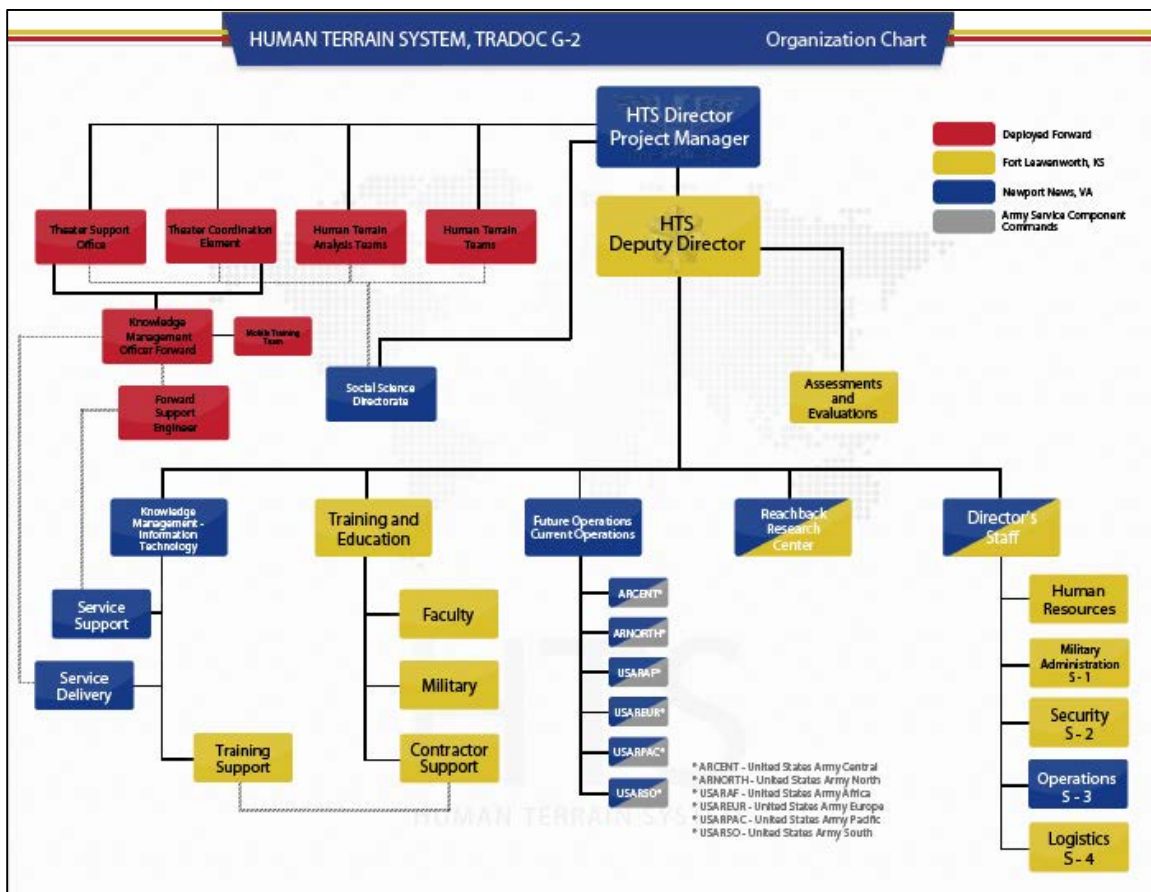 HUMAN TERRAIN SYSTEM, TRADOC G-2
Organization Chart
HTS Director
Project Manager
Deployed Forward
Fort Leavenworth, KS
Newport News, VA
Army Service Component
Commands
HTS
Deputy Director
Theater Support
Office
Theater Coordination
Element
Human Terrain
Analysis Teams
Human Terrain
Teams
Knowledge
Management
Officer Forward
Mobile Training
Team
Social Science
Directorate
Assessments
and
Evaluations
Forward
Support
Engineer
Knowledge
Management -
Information
Technology
Training and
Education
Future Operations
Current Operations
Reachback
Research
Center
Director's
Staff
Service
Support
Service
Delivery
Training
Support
Faculty
Military
Contractor
Support
ARCENT*
ARNORTH*
USARAF*
USAREUR*
USARPAC*
USARSO*
Human
Resources
Military
Administration
S - 1
Security
S - 2
Operations
S - 3
Logistics
S - 4
* ARCENT - United States Army Central
* ARNORTH - United States Army North
* USARAF - United States Army Africa
* USAREUR - United States Army Europe
* USARPAC - United States Army Pacific
* USARSO - United States Army South
HTS
HUMAN TERRAIN SYSTEM